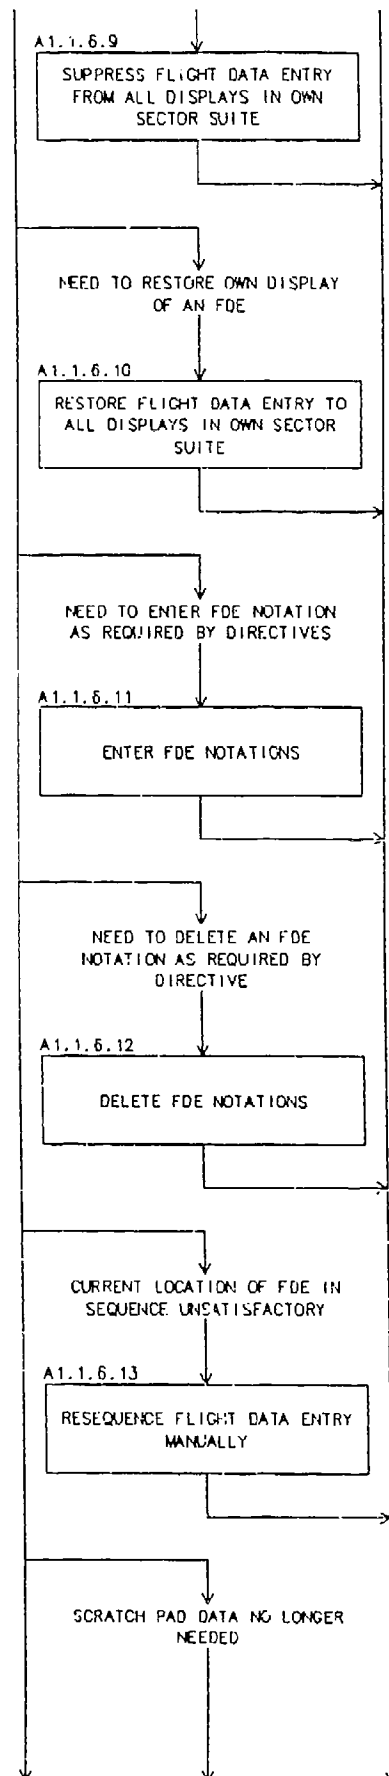 A1.1.6.9
SUPPRESS FLIGHT DATA ENTRY
FROM ALL DISPLAYS IN OWN
SECTOR SUITE
NEED TO RESTORE OWN DISPLAY
OF AN FDE
A1.1.6.10
RESTORE FLIGHT DATA ENTRY TO
ALL DISPLAYS IN OWN SECTOR
SUITE
NEED TO ENTER FDE NOTATION
AS REQUIRED BY DIRECTIVES
A1.1.6.11
ENTER FDE NOTATIONS
NEED TO DELETE AN FDE
NOTATION AS REQUIRED BY
DIRECTIVE
A1.1.6.12
DELETE FDE NOTATIONS
CURRENT LOCATION OF FDE IN
SEQUENCE UNSATISFACTORY
A1.1.6.13
RESEQUENCE FLIGHT DATA ENTRY
MANUALLY
SCRATCH PAD DATA NO LONGER
NEEDED